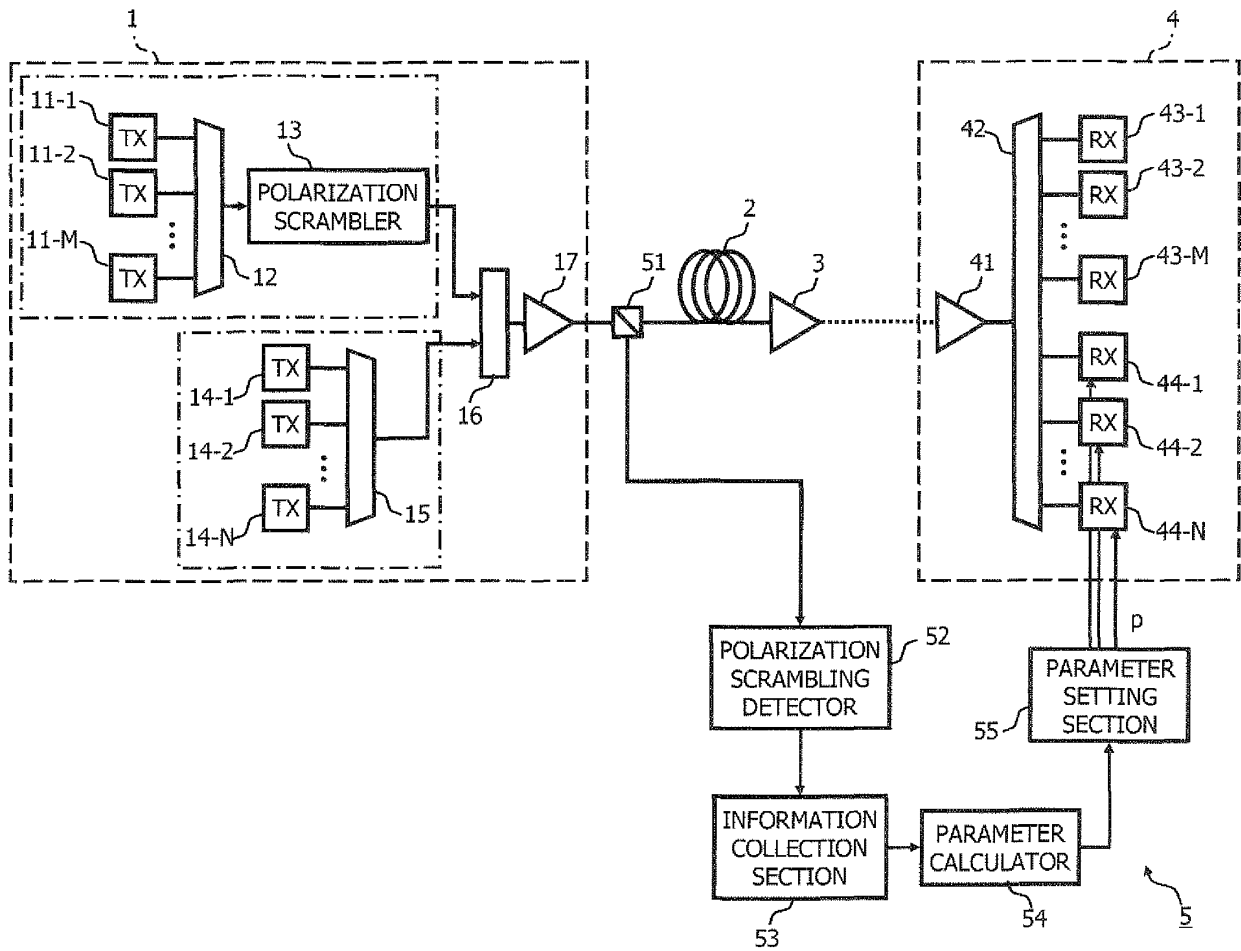 1
4
11-1
TX
11-2
TX
11-M
TX
12
13
POLARIZATION
SCRAMBLER
14-1
TX
14-2
TX
14-N
TX
15
16
17
51
2
3
41
42
RX
43-1
RX
43-2
RX
43-M
RX
44-1
RX
44-2
RX
44-N
p
POLARIZATION
SCRAMBLING
DETECTOR
52
PARAMETER
SETTING
SECTION
55
INFORMATION
COLLECTION
SECTION
53
PARAMETER
CALCULATOR
54
5